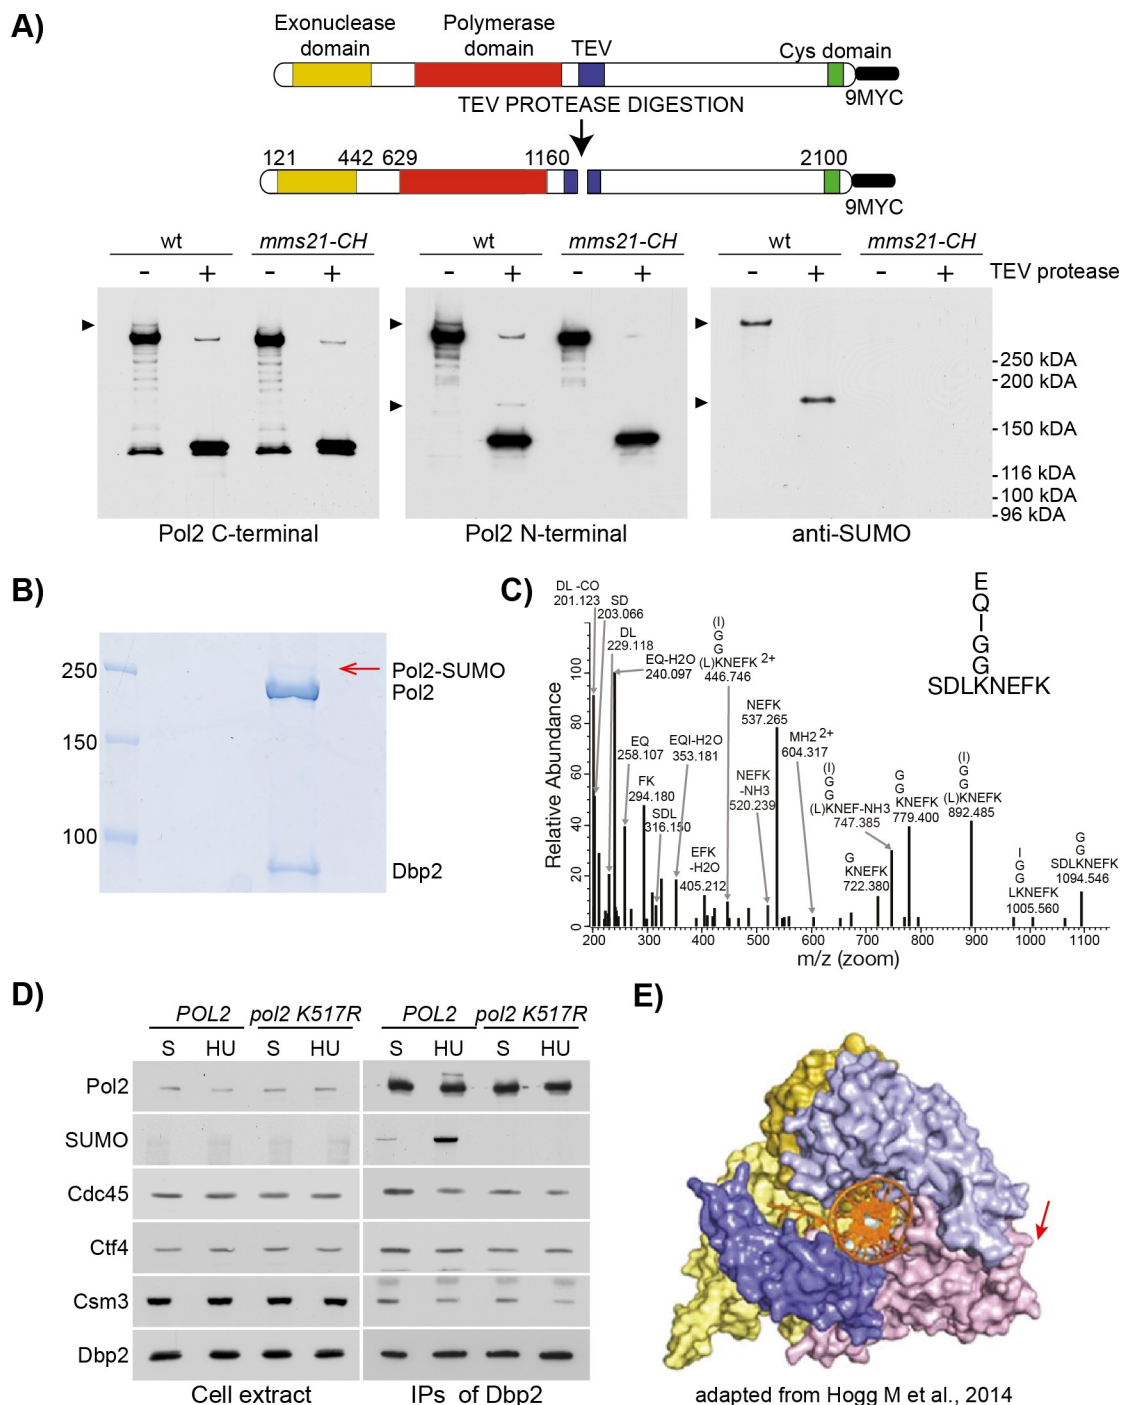 A)
Exonuclease
domain
Polymerase
domain
TEV
Cys domain
9MYC
TEV PROTEASE DIGESTION
121 442 629 1160 2100
9MYC
wt mms21-CH wt mms21-CH wt mms21-CH
- + - + - + - + - + - + TEV protease
-250 kDA
-200 kDA
-150 kDA
-116 kDA
-100 kDA
-96 kDA
Pol2 C-terminal Pol2 N-terminal anti-SUMO
B)
250
150
100
Pol2-SUMO
Pol2
Dbp2
C)
DL -CO
201.123
SD
203.066
DL
229.118
EQ-H2O
240.097
(I)
G
G
(L)KNEFK 2+
446.746
EQ
258.107
EQI-H2O
353.181
FK
294.180
SDL
316.150
EFK
-H2O
405.212
NEFK
-NH3
520.239
NEFK
537.265
MH2 2+
604.317
(I)
G
G
(L)KNEF-NH3
747.385
G
KNEFK
722.380
G
G
KNEFK
779.400
(I)
G
G
(L)KNEFK
892.485
I
G
G
LKNEFK
1005.560
G
G
SDLKNEFK
1094.546
E
Q
I
G
G
SDLKNEFK
Relative Abundance
100
80
60
40
20
0
200 300 400 500 600 700 800 900 1000 1100
m/z (zoom)
D)
POL2 pol2 K517R POL2 pol2 K517R
S HU S HU S HU S HU
Pol2
SUMO
Cdc45
Ctf4
Csm3
Dbp2
Cell extract IPs of Dbp2
E)
adapted from Hogg M et al., 2014